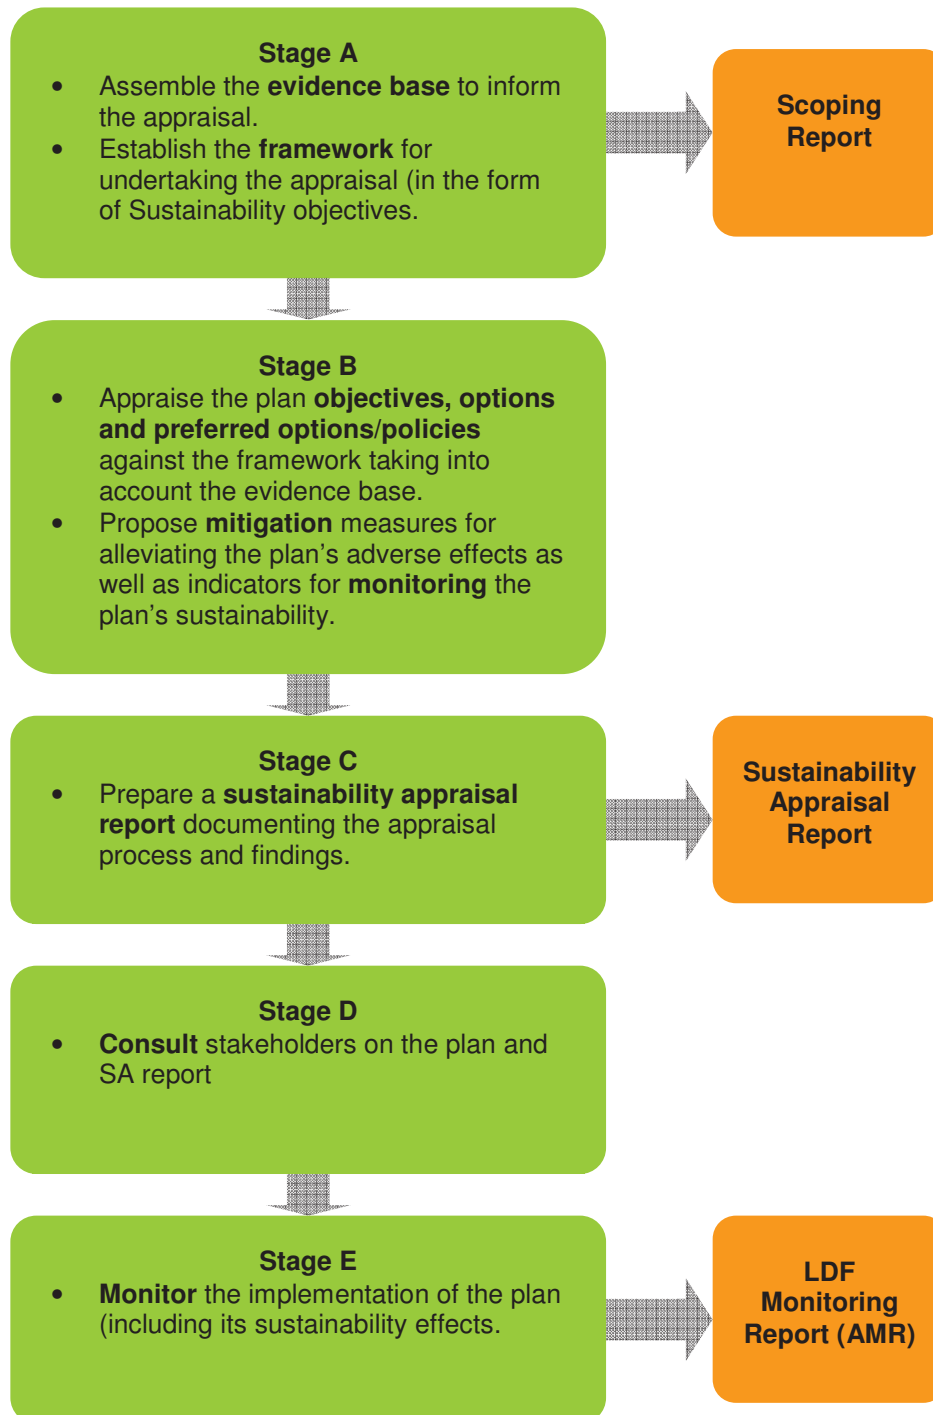 Stage A
• Assemble the evidence base to inform
the appraisal.
• Establish the framework for
undertaking the appraisal (in the form
of Sustainability objectives.
Scoping
Report
Stage B
• Appraise the plan objectives, options
and preferred options/policies
against the framework taking into
account the evidence base.
• Propose mitigation measures for
alleviating the plan’s adverse effects as
well as indicators for monitoring the
plan’s sustainability.
Stage C
• Prepare a sustainability appraisal
report documenting the appraisal
process and findings.
Sustainability
Appraisal
Report
Stage D
• Consult stakeholders on the plan and
SA report
Stage E
• Monitor the implementation of the plan
(including its sustainability effects.
LDF
Monitoring
Report (AMR)